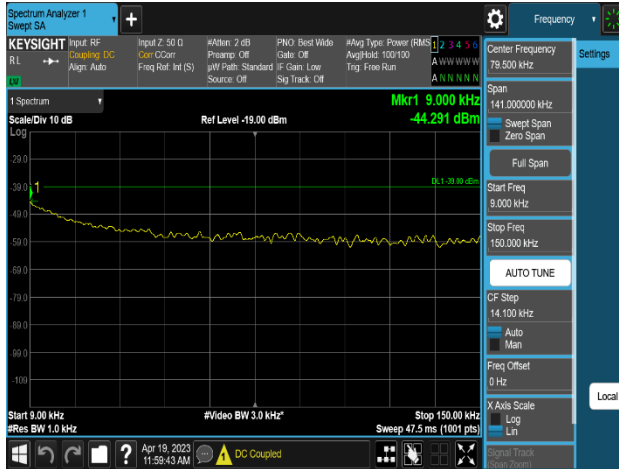 Spectrum Analyzer 1
Swept SA
Frequency
KEYSIGHT
RL
Input: RF
Coupling: DC
Align: Auto
Input Z: 50 Ω
Corr CCorr
Freq Ref: Int (S)
#Atten: 2 dB
Preamp: Off
µW Path: Standard
Source: Off
PNO: Best Wide
Gate: Off
IF Gain: Low
Sig Track: Off
#Avg Type: Power (RMS
Avg|Hold: 100/100
Trig: Free Run
1 2 3 4 5 6
A W W W W W
A N N N N N
1 Spectrum
Mkr1 9.000 kHz
Scale/Div 10 dB
Ref Level -19.00 dBm
-44.291 dBm
Log
-29.0
-39.0
-49.0
-59.0
-69.0
-79.0
-89.0
-99.0
-109
1
DL1 -39.00 dBm
Start 9.00 kHz
#Video BW 3.0 kHz*
Stop 150.00 kHz
#Res BW 1.0 kHz
Sweep 47.5 ms (1001 pts)
Center Frequency
79.500 kHz
Settings
Span
141.000000 kHz
Swept Span
Zero Span
Full Span
Start Freq
9.000 kHz
Stop Freq
150.000 kHz
AUTO TUNE
CF Step
14.100 kHz
Auto
Man
Freq Offset
0 Hz
X Axis Scale
Log
Lin
Local
Signal Track
(Span Zoom)
?
Apr 19, 2023
11:59:43 AM
DC Coupled